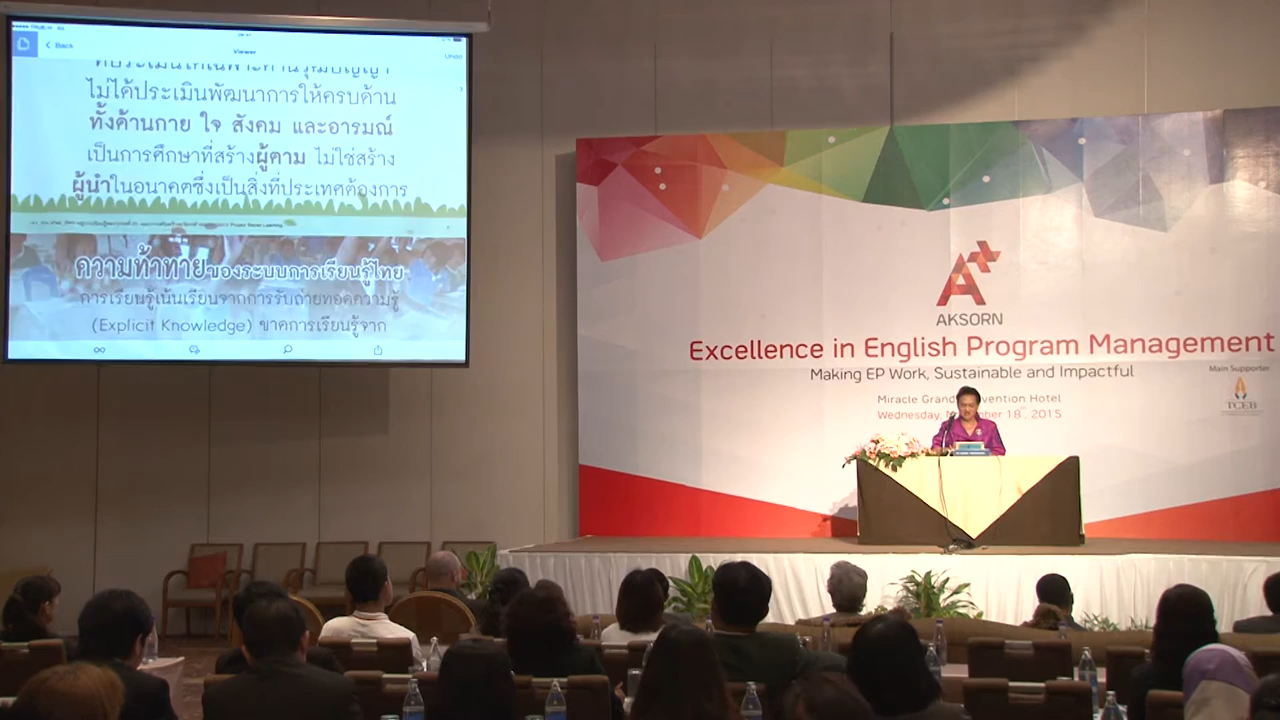 Back
Viewer
Undo
ไม่ได้ประเมินพัฒนาการให้ครบด้าน
ทั้งด้านกาย ใจ สังคม และอารมณ์
เป็นการศึกษาที่สร้างผู้ตาม ไม่ใช่สร้าง
ผู้นำในอนาคตซึ่งเป็นสิ่งที่ประเทศต้องการ
ความท้าทายของระบบการเรียนรู้ไทย
การเรียนรู้เน้นเรียนจากการรับถ่ายทอดความรู้
(Explicit Knowledge) ขาดการเรียนรู้จาก
A+
AKSORN
Excellence in English Program Management
Making EP Work, Sustainable and Impactful
Main Supporter
TCEB
Miracle Grand vention Hotel
Wednesday, ber 18th, 2015